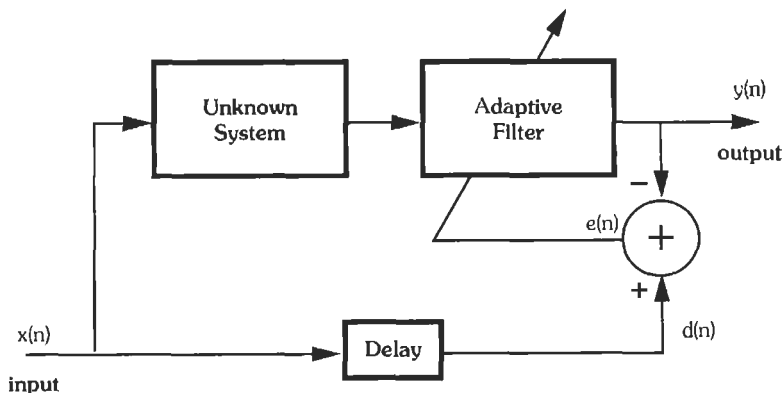 Unknown
System
Adaptive
Filter
y(n)
output
−
e(n)
+
+
x(n)
input
Delay
d(n)